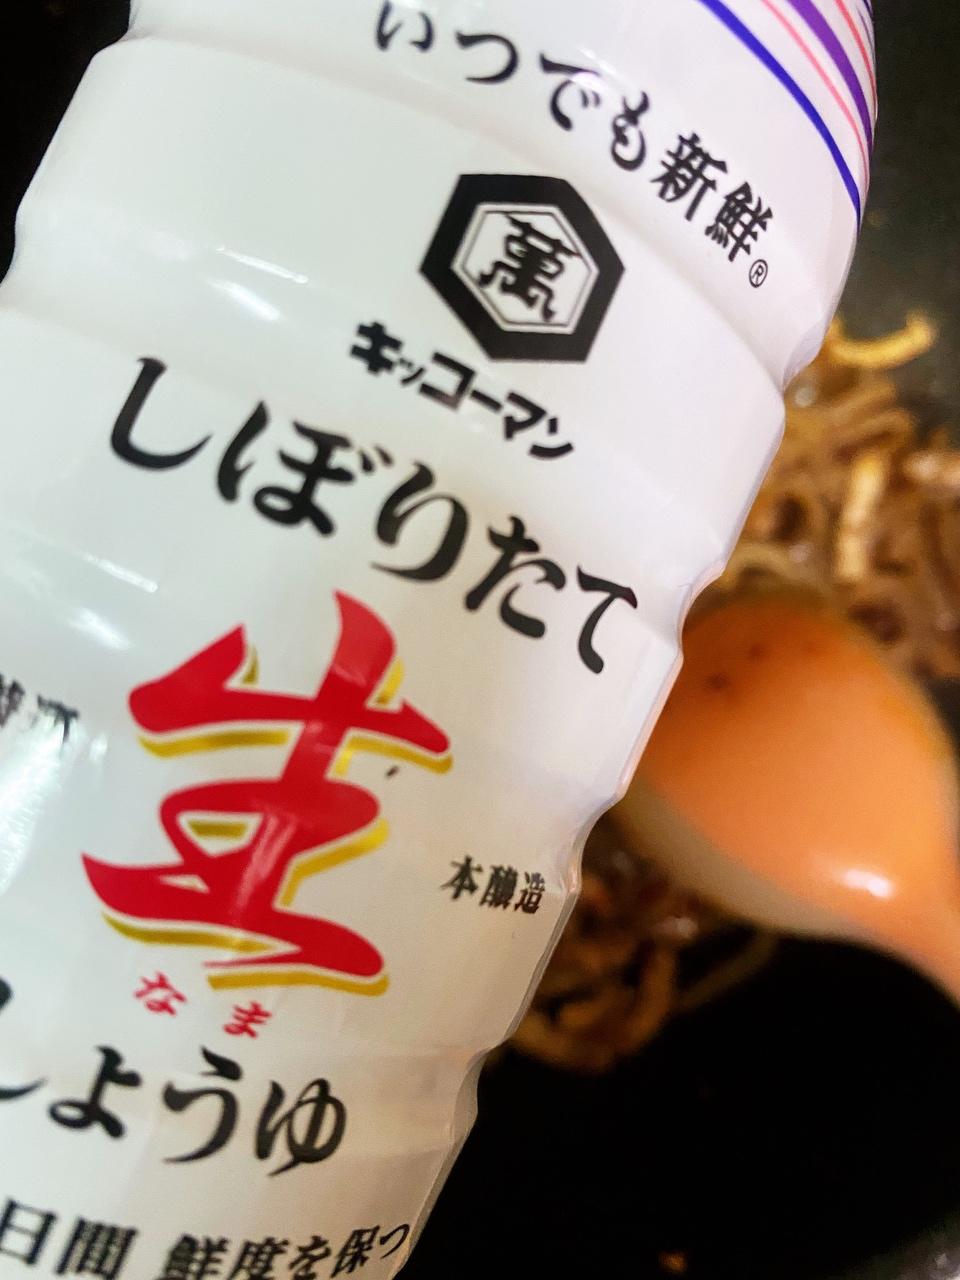 いつでも新鮮®
萬
キッコーマン
しぼりたて
生
本醸造
なま
しょうゆ
日間 鮮度を保つ